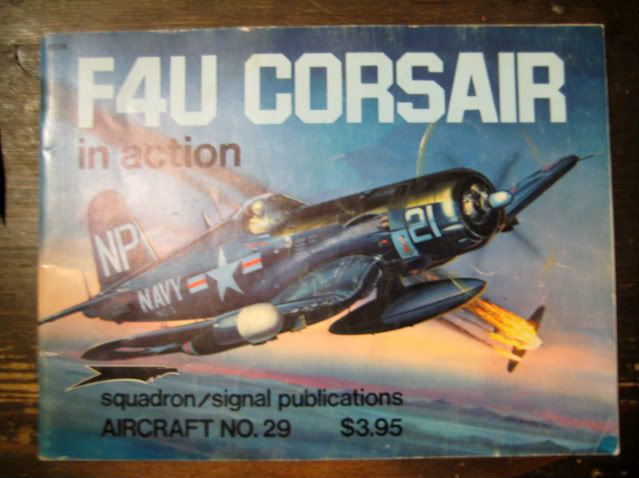 F4U CORSAIR
in action
NP
21
NAVY
squadron/signal publications
AIRCRAFT NO. 29 $3.95